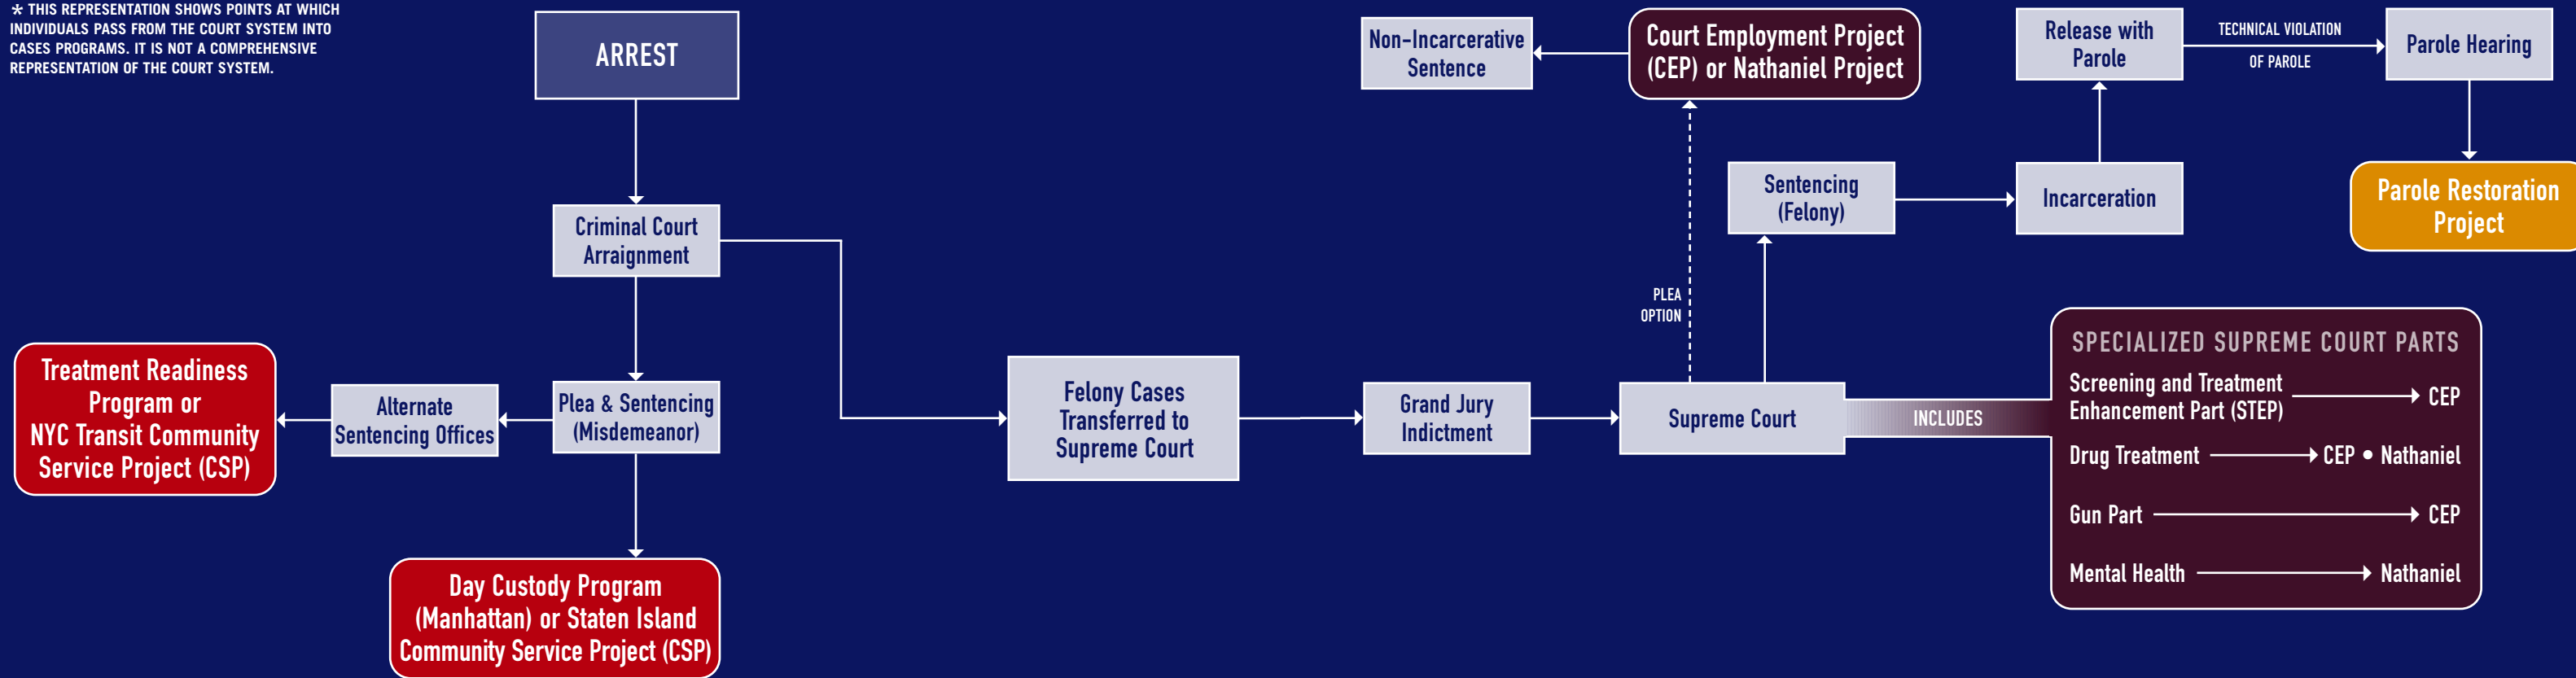 * THIS REPRESENTATION SHOWS POINTS AT WHICH
INDIVIDUALS PASS FROM THE COURT SYSTEM INTO
CASES PROGRAMS. IT IS NOT A COMPREHENSIVE
REPRESENTATION OF THE COURT SYSTEM.
ARREST
Criminal Court
Arraignment
Plea & Sentencing
(Misdemeanor)
Alternate
Sentencing Offices
Treatment Readiness
Program or
NYC Transit Community
Service Project (CSP)
Day Custody Program
(Manhattan) or Staten Island
Community Service Project (CSP)
Felony Cases
Transferred to
Supreme Court
Grand Jury
Indictment
Supreme Court
PLEA
OPTION
Court Employment Project
(CEP) or Nathaniel Project
Non-Incarcerative
Sentence
Sentencing
(Felony)
Incarceration
Release with
Parole
TECHNICAL VIOLATION
OF PAROLE
Parole Hearing
Parole Restoration
Project
INCLUDES
SPECIALIZED SUPREME COURT PARTS
Screening and Treatment
Enhancement Part (STEP)
CEP
Drug Treatment
CEP • Nathaniel
Gun Part
CEP
Mental Health
Nathaniel